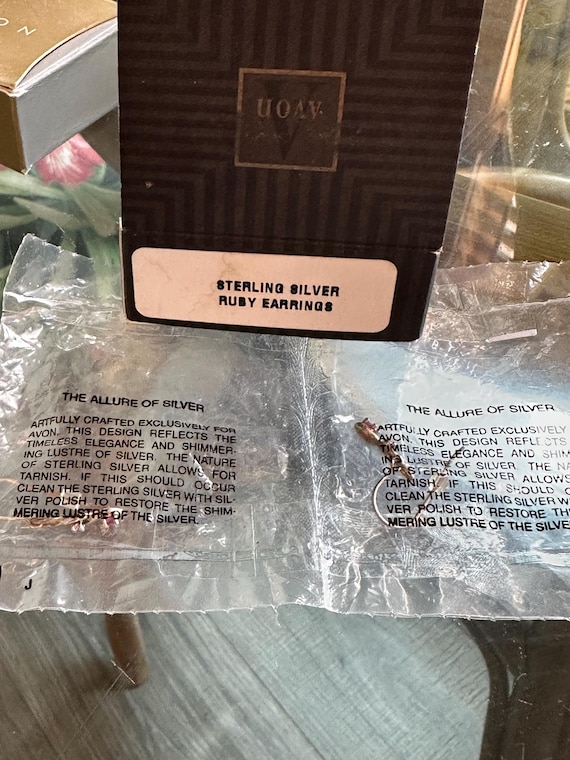 ON
AVON
STERLING SILVER
RUBY EARRINGS
THE ALLURE OF SILVER
ARTFULLY CRAFTED EXCLUSIVELY FOR
AVON, THIS DESIGN REFLECTS THE
TIMELESS ELEGANCE AND SHIMMER-
ING LUSTRE OF SILVER. THE NATURE
OF STERLING SILVER ALLOWS FOR
TARNISH. IF THIS SHOULD OCCUR
CLEAN THE STERLING SILVER WITH SIL-
VER POLISH TO RESTORE THE SHIM-
MERING LUSTRE OF THE SILVER.
J
THE ALLURE OF SILVER
ARTFULLY CRAFTED EXCLUSIVELY
AVON, THIS DESIGN REFLECTS
TIMELESS ELEGANCE AND SHIM
ING LUSTRE OF SILVER. THE NA
OF STERLING SILVER ALLOWS
TARNISH. IF THIS SHOULD O
CLEAN THE STERLING SILVER W
VER POLISH TO RESTORE TH
MERING LUSTRE OF THE SILVE